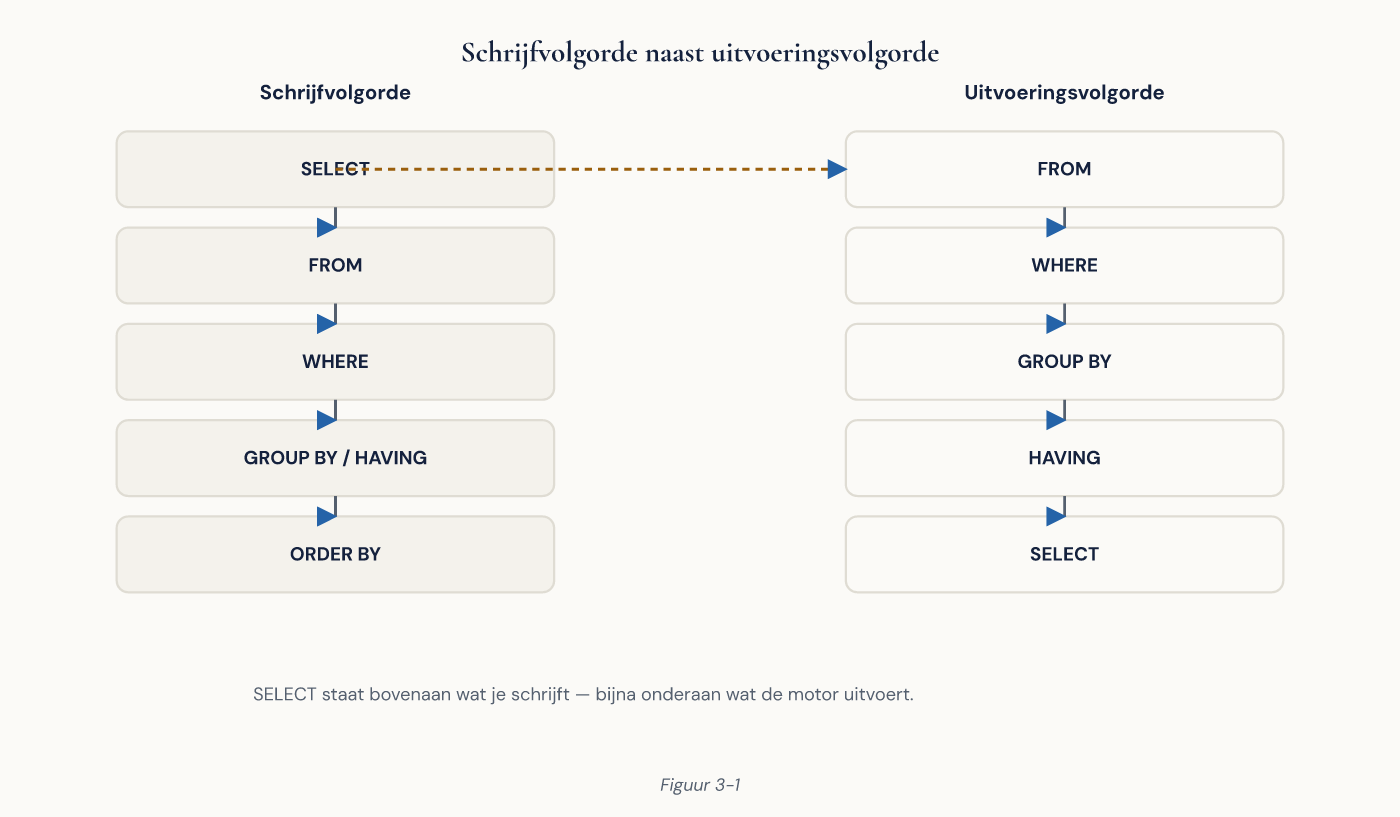 Schrijfvolgorde naast uitvoeringsvolgorde
Schrijfvolgorde
SELECT
FROM
WHERE
GROUP BY / HAVING
ORDER BY
Uitvoeringsvolgorde
FROM
WHERE
GROUP BY
HAVING
SELECT
SELECT staat bovenaan wat je schrijft — bijna onderaan wat de motor uitvoert.
Figuur 3-1